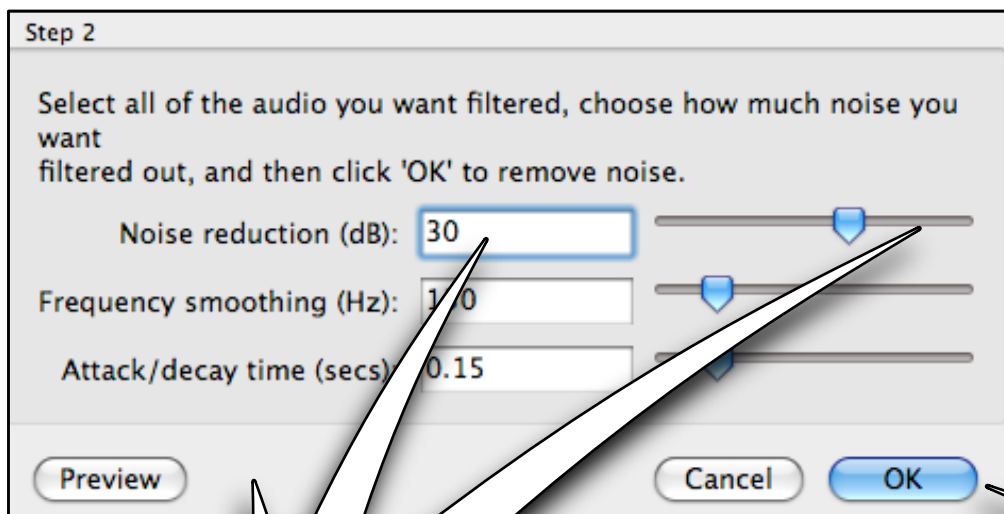 Step 2
Select all of the audio you want filtered, choose how much noise you
want
filtered out, and then click 'OK' to remove noise.
Noise reduction (dB): 30
Frequency smoothing (Hz):
Attack/decay time (secs): 0.15
Preview Cancel OK